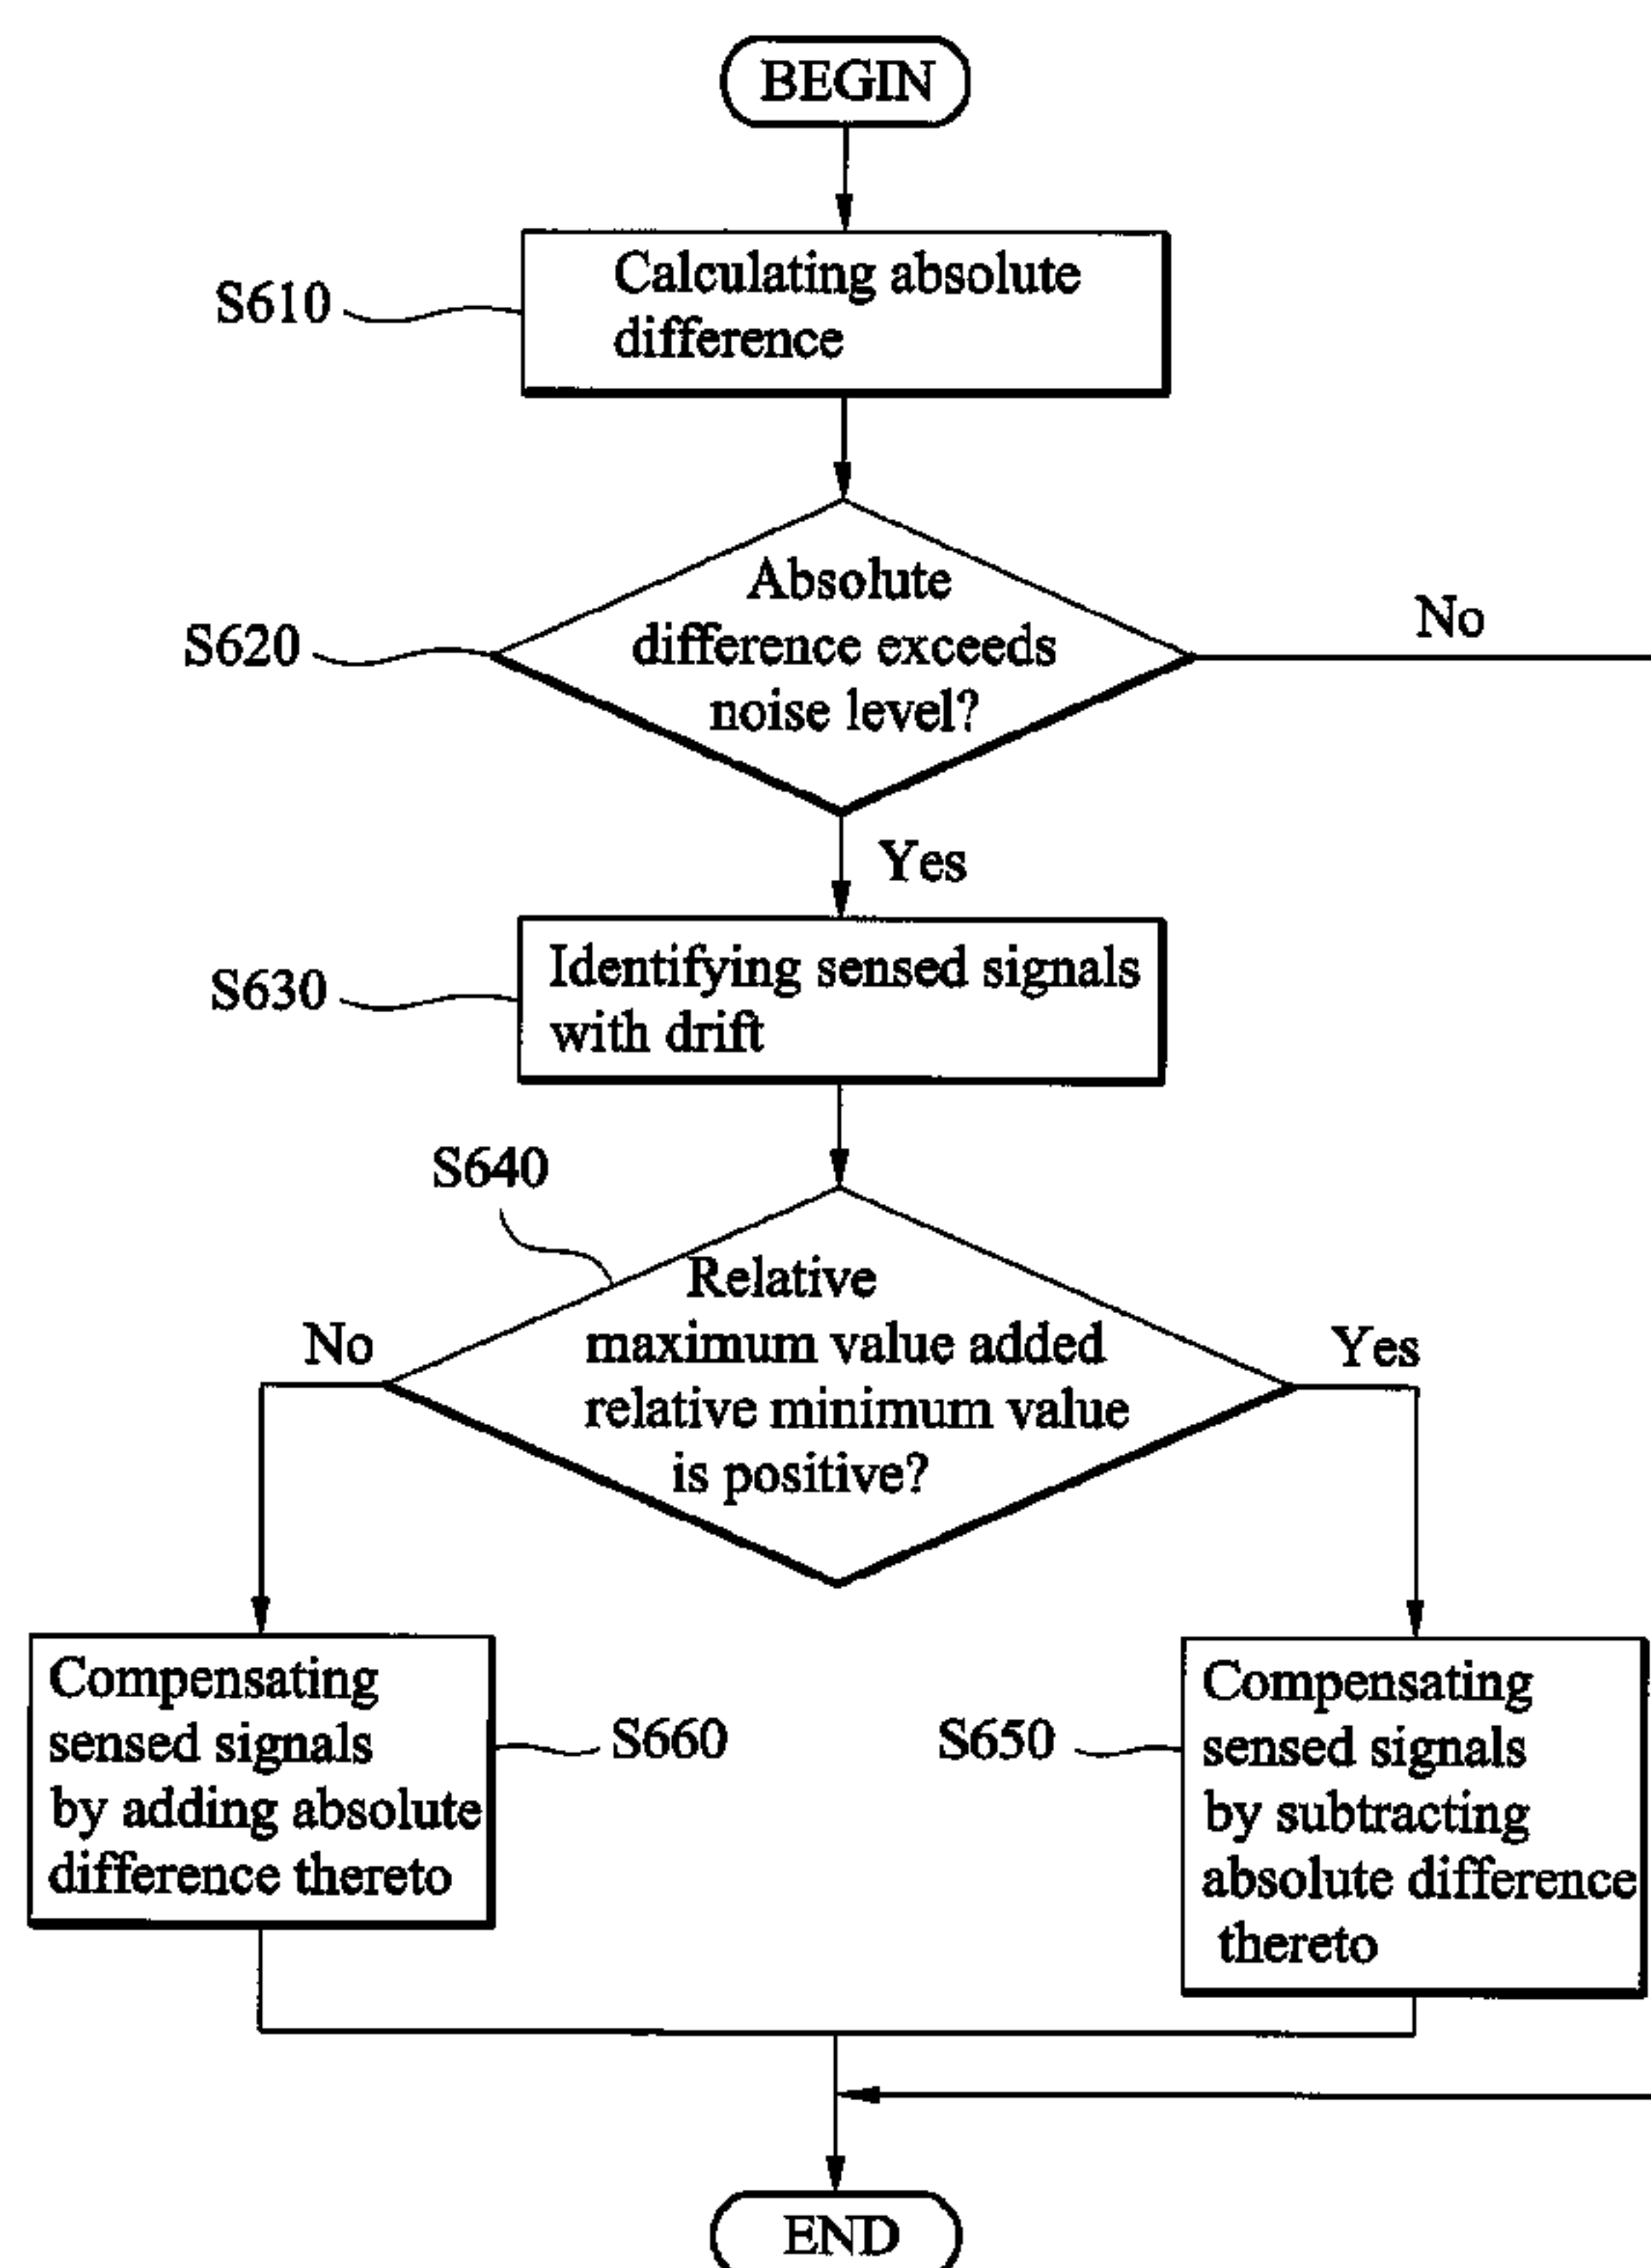 BEGIN
S610
Calculating absolute
difference
S620
Absolute
difference exceeds
noise level?
No
Yes
S630
Identifying sensed signals
with drift
S640
Relative
maximum value added
relative minimum value
is positive?
No
Yes
Compensating
sensed signals
by adding absolute
difference thereto
S660
S650
Compensating
sensed signals
by subtracting
absolute difference
thereto
END